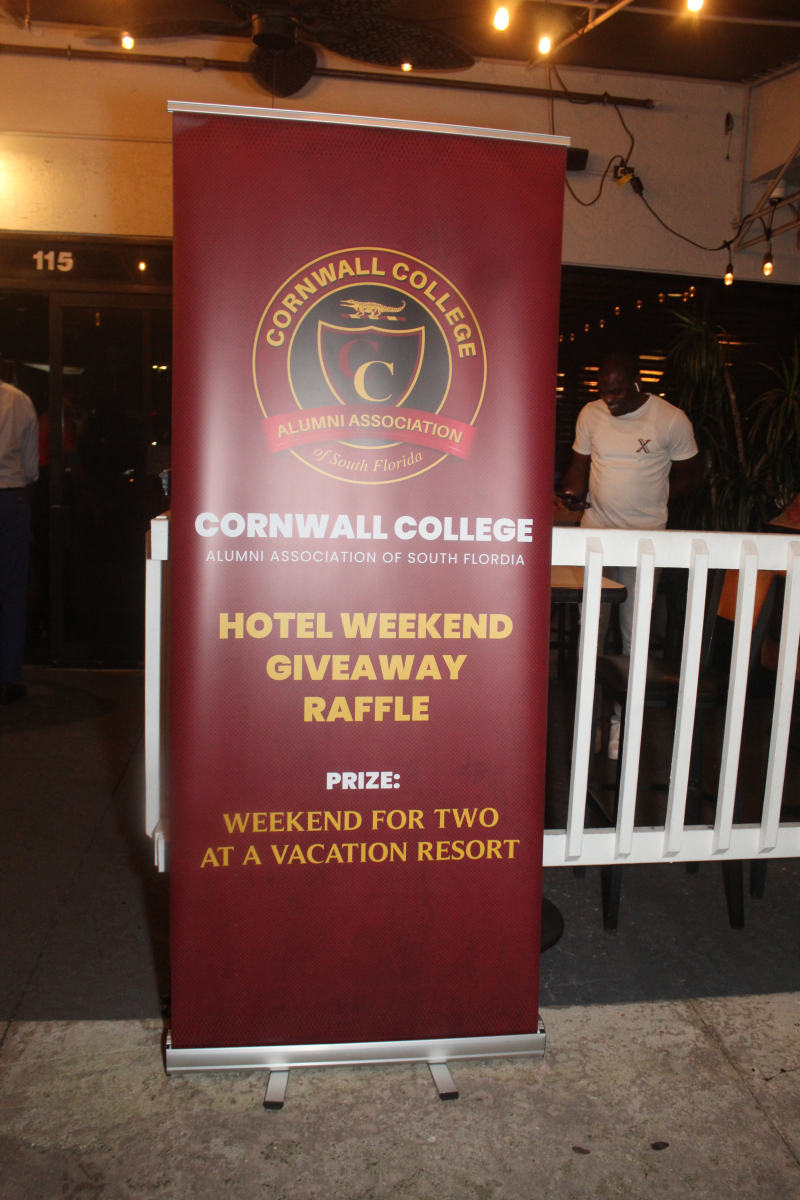 115
CORNWALL COLLEGE
CC
ALUMNI ASSOCIATION
of South Florida
CORNWALL COLLEGE
ALUMNI ASSOCIATION OF SOUTH FLORDIA
HOTEL WEEKEND
GIVEAWAY
RAFFLE
PRIZE:
WEEKEND FOR TWO
AT A VACATION RESORT
X